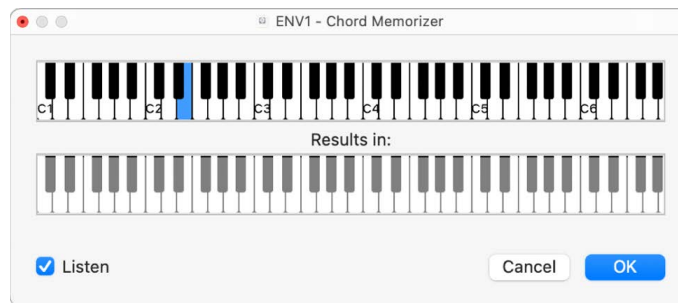 ENV1 - Chord Memorizer
C1 C2 C3 C4 C5 C6
Results in:
Listen Cancel OK